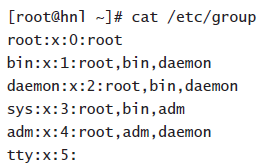 [root@hn1 ~]# cat /etc/group
root:x:0:root
bin:x:1:root,bin,daemon
daemon:x:2:root,bin,daemon
sys:x:3:root,bin,adm
adm:x:4:root,adm,daemon
tty:x:5: